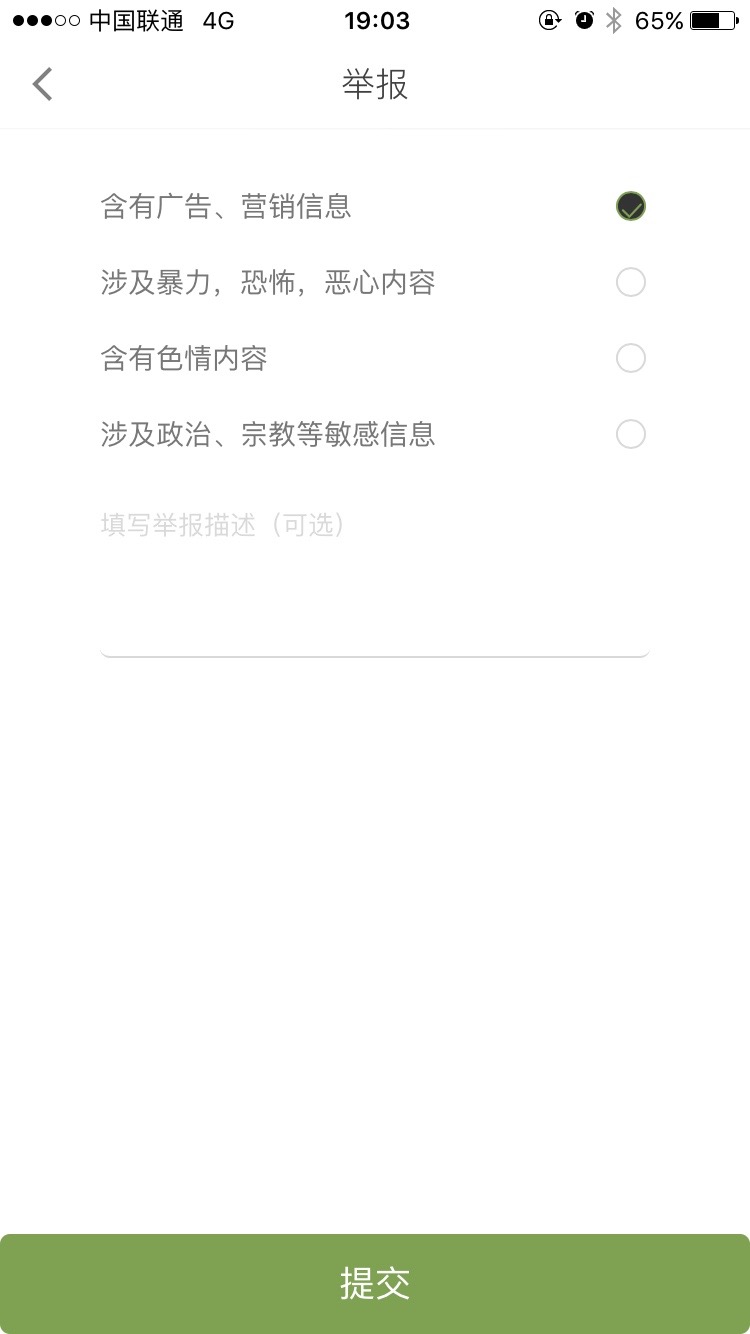 中国联通 4G 19:03 65%
举报
含有广告、营销信息
涉及暴力，恐怖，恶心内容
含有色情内容
涉及政治、宗教等敏感信息
填写举报描述（可选）
提交